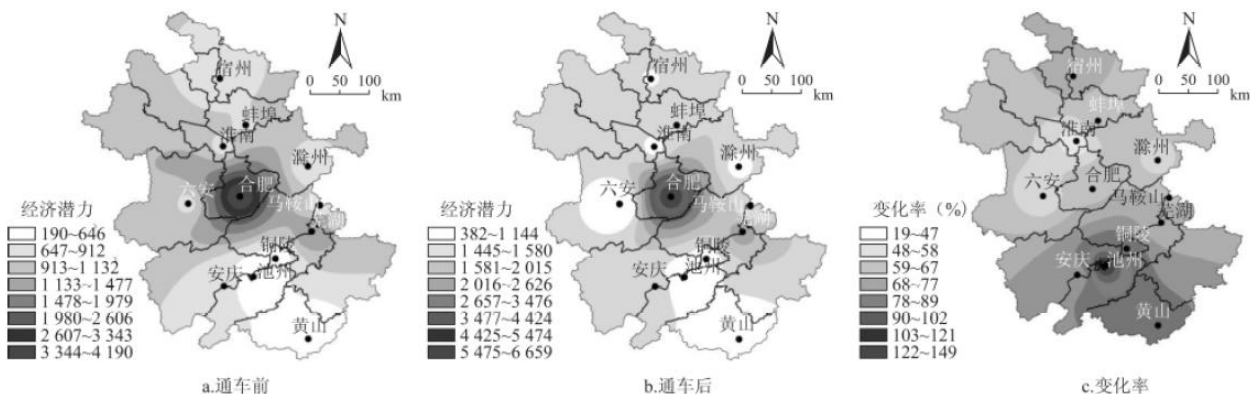 N
0 50 100
km
宿州
蚌埠
淮南
滁州
六安
合肥
马鞍山
芜湖
铜陵
安庆
池州
黄山
经济潜力
190~646
647~912
913~1 132
1 133~1 477
1 478~1 979
1 980~2 606
2 607~3 343
3 344~4 190
a.通车前
N
0 50 100
km
宿州
蚌埠
淮南
滁州
六安
合肥
马鞍山
芜湖
铜陵
安庆
池州
黄山
经济潜力
382~1 144
1 445~1 580
1 581~2 015
2 016~2 626
2 657~3 476
3 477~4 424
4 425~5 474
5 475~6 659
b.通车后
N
0 50 100
km
宿州
蚌埠
淮南
滁州
六安
合肥
马鞍山
芜湖
铜陵
安庆
池州
黄山
变化率（%）
19~47
48~58
59~67
68~77
78~89
90~102
103~121
122~149
c.变化率